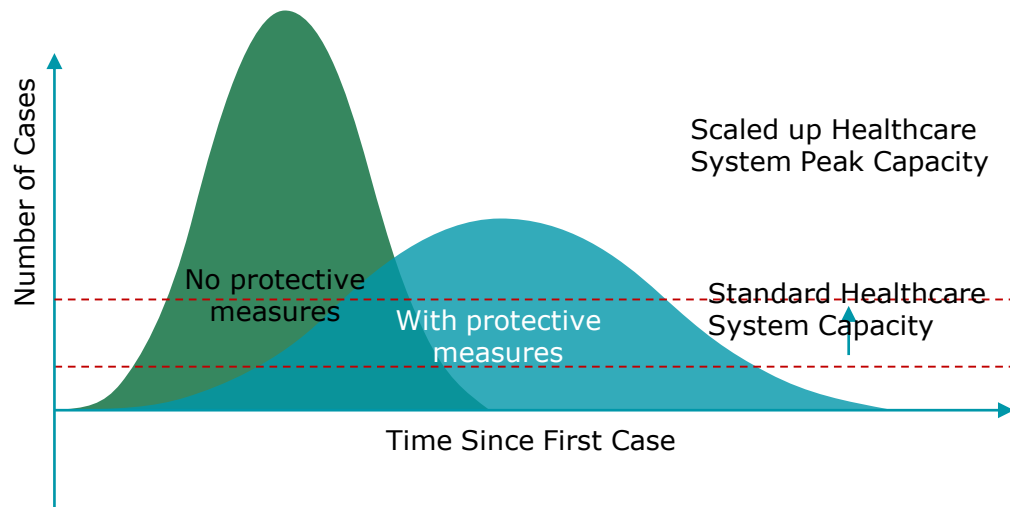 Number of Cases
Scaled up Healthcare
System Peak Capacity
No protective
measures
With protective
measures
Standard Healthcare
System Capacity
Time Since First Case